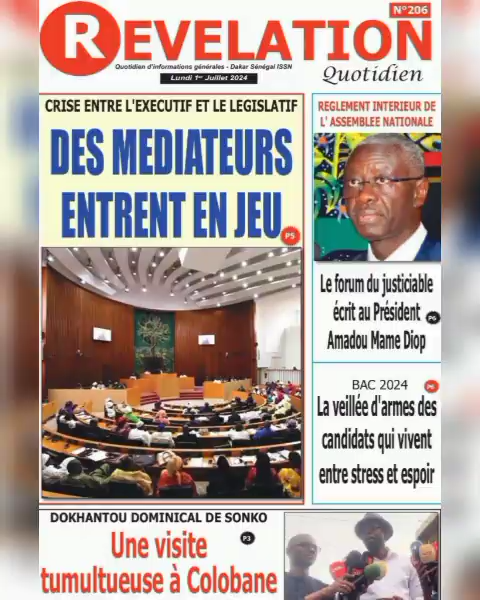 N°206
REVELATION
Quotidien d'informations générales - Dakar Sénégal ISSN
Lundi 1er Juillet 2024
Quotidien
CRISE ENTRE L'EXECUTIF ET LE LEGISLATIF
DES MEDIATEURS
ENTRENT EN JEU
P5
REGLEMENT INTERIEUR DE
L' ASSEMBLEE NATIONALE
Le forum du justiciable
écrit au Président
Amadou Mame Diop
P6
BAC 2024
P6
La veillée d'armes des
candidats qui vivent
entre stress et espoir
DOKHANTOU DOMINICAL DE SONKO
Une visite
P3
tumultueuse à Colobane